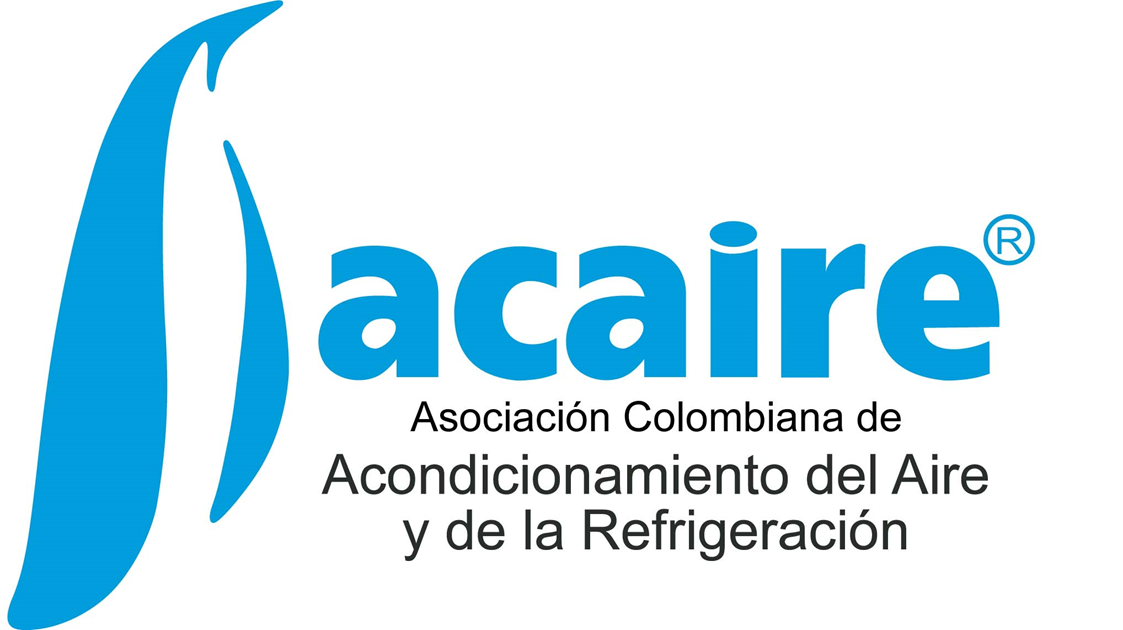 acaire®
Asociación Colombiana de
Acondicionamiento del Aire
y de la Refrigeración